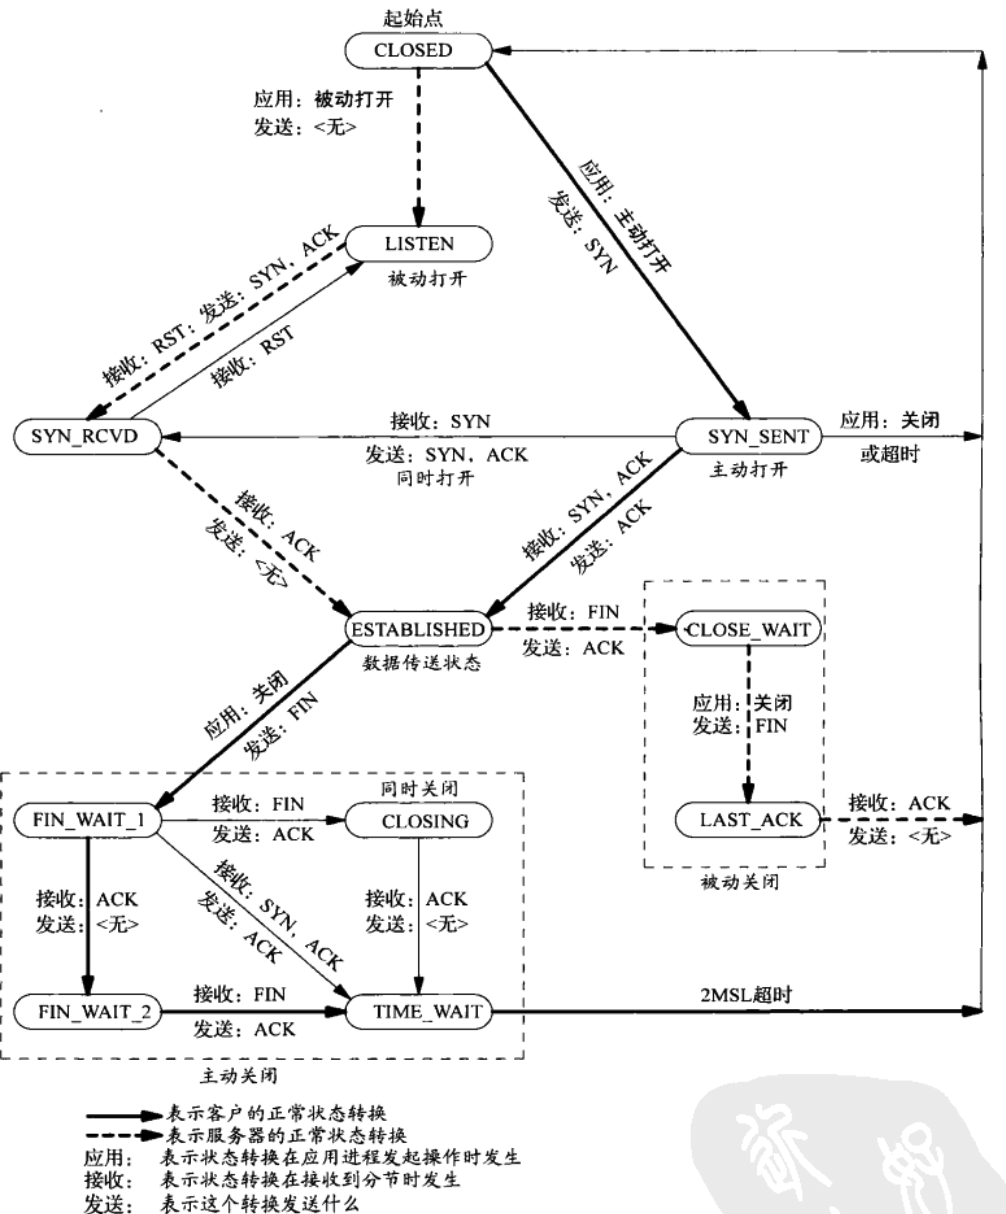 起始点
CLOSED
应用：被动打开
发送：<无>
应用：主动打开
发送：SYN
LISTEN
被动打开
接收：RST；发送：SYN，ACK
接收：RST
SYN_RCVD
接收：SYN
发送：SYN，ACK
同时打开
SYN_SENT
主动打开
应用：关闭
或超时
接收：ACK
发送：<无>
接收：SYN，ACK
发送：ACK
ESTABLISHED
数据传送状态
接收：FIN
发送：ACK
CLOSE_WAIT
应用：关闭
发送：FIN
LAST_ACK
接收：ACK
发送：<无>
被动关闭
应用：关闭
发送：FIN
FIN_WAIT_1
接收：FIN
发送：ACK
同时关闭
CLOSING
接收：ACK
发送：<无>
接收：SYN，ACK
发送：ACK
接收：ACK
发送：<无>
FIN_WAIT_2
接收：FIN
发送：ACK
TIME_WAIT
2MSL超时
主动关闭
表示客户的正常状态转换
表示服务器的正常状态转换
应用： 表示状态转换在应用进程发起操作时发生
接收： 表示状态转换在接收到分节时发生
发送： 表示这个转换发送什么